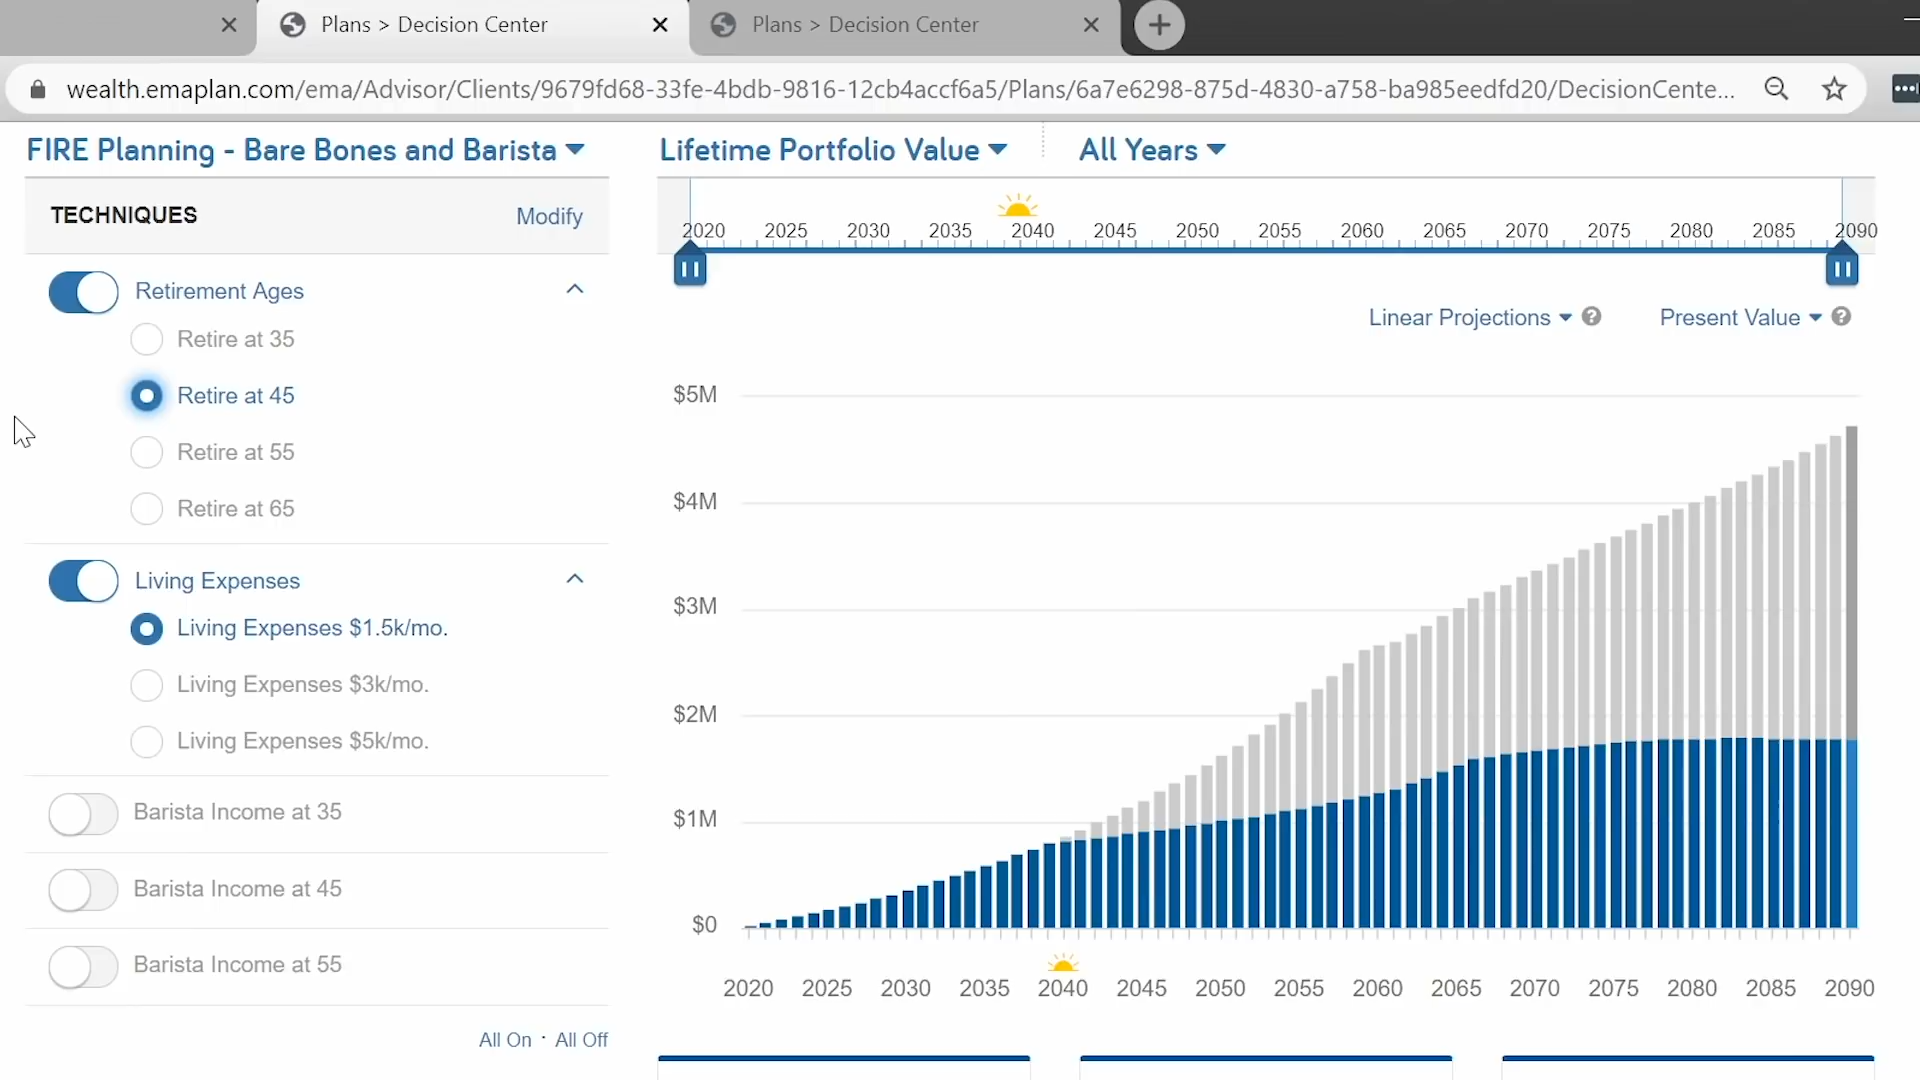 Plans > Decision Center
Plans > Decision Center
wealth.emaplan.com/ema/Advisor/Clients/9679fd68-33fe-4bdb-9816-12cb4accf6a5/Plans/6a7e6298-875d-4830-a758-ba985eedfd20/DecisionCente...
FIRE Planning - Bare Bones and Barista
Lifetime Portfolio Value
All Years
TECHNIQUES
Modify
2020 2025 2030 2035 2040 2045 2050 2055 2060 2065 2070 2075 2080 2085 2090
Retirement Ages
Retire at 35
Retire at 45
Retire at 55
Retire at 65
Living Expenses
Living Expenses $1.5k/mo.
Living Expenses $3k/mo.
Living Expenses $5k/mo.
Barista Income at 35
Barista Income at 45
Barista Income at 55
All On · All Off
Linear Projections ?
Present Value ?
$5M
$4M
$3M
$2M
$1M
$0
2020 2025 2030 2035 2040 2045 2050 2055 2060 2065 2070 2075 2080 2085 2090